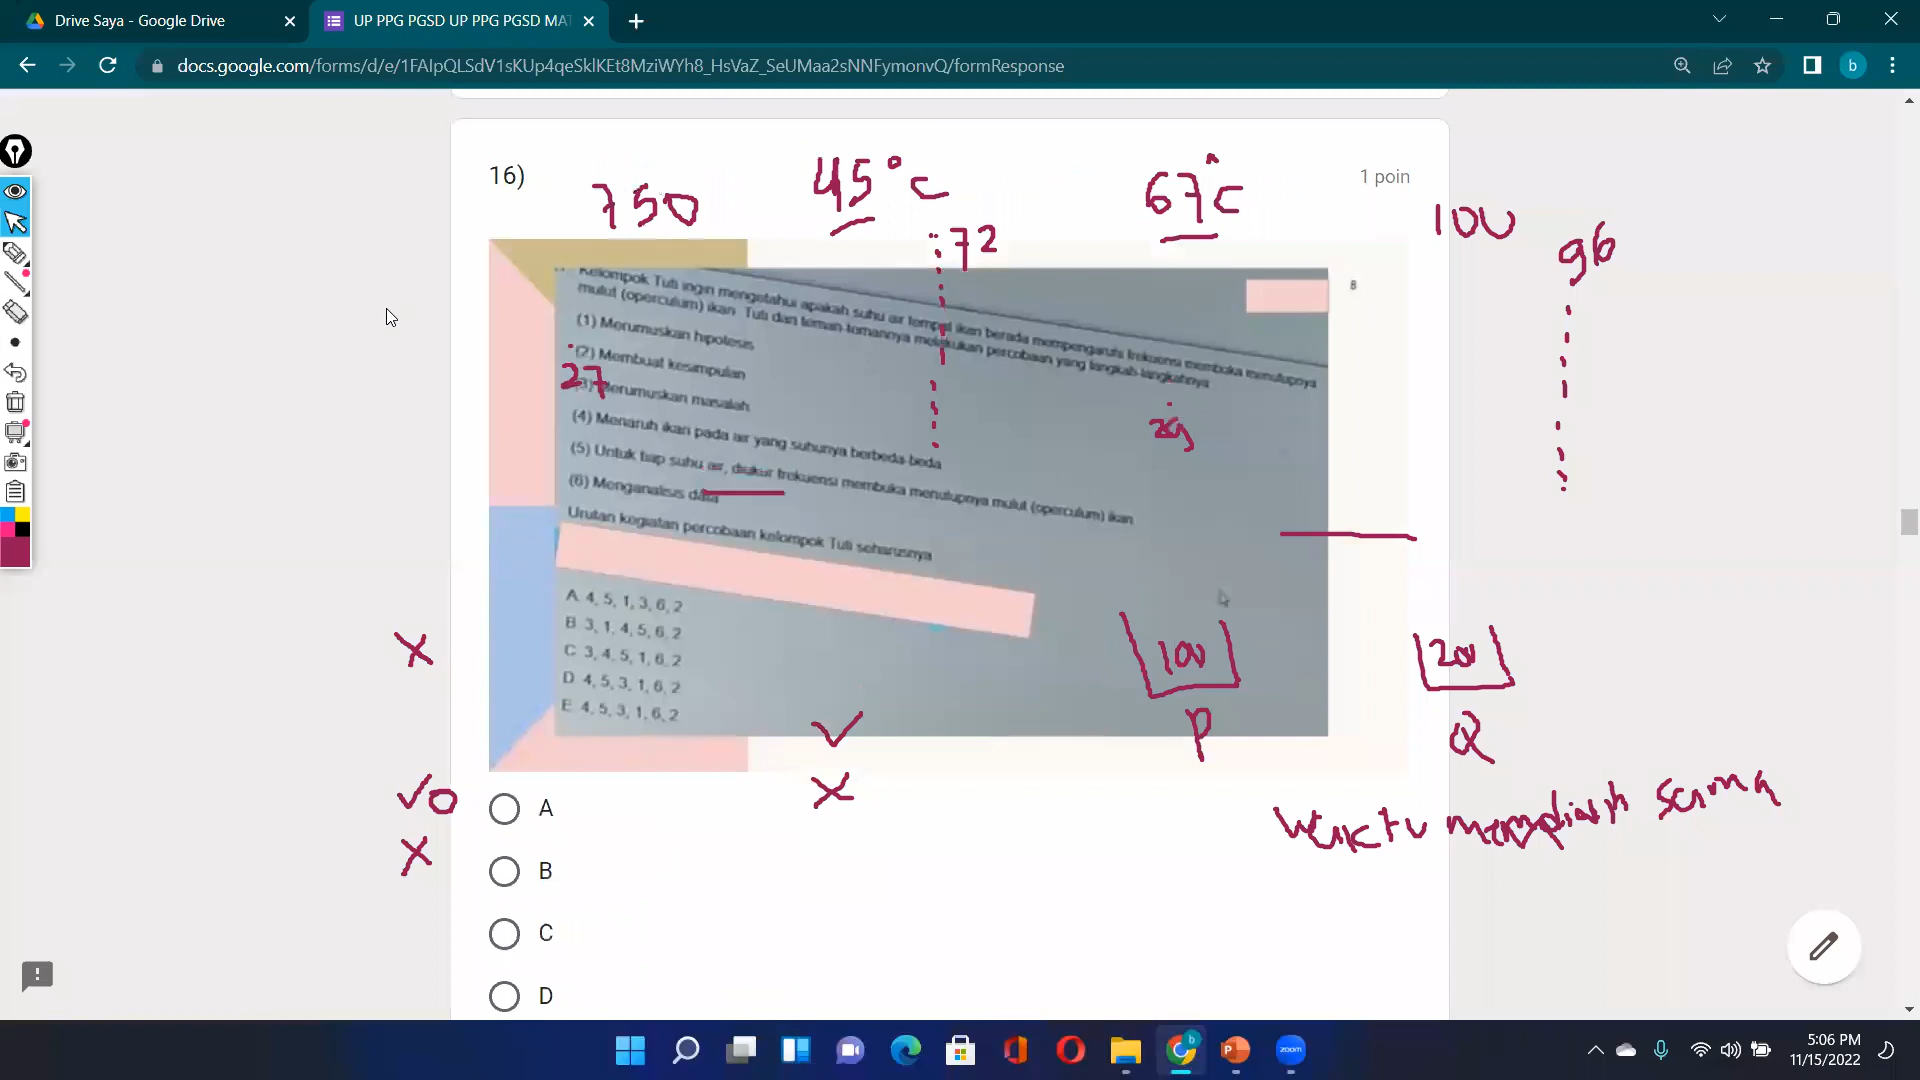 Drive Saya - Google Drive
UP PPG PGSD UP PPG PGSD MAT
docs.google.com/forms/d/e/1FAIpQLSdV1sKUp4qeSklKEt8MziWYh8_HsVaZ_SeUMaa2sNNFymonvQ/formResponse
b
16)
1 poin
750
45°C
67°C
100
72
96
8
Kelompok Tuti ingin mengetahui apakah suhu air tempat ikan berada mempengaruhi frekuensi membuka menutupnya
mulut (operculum) ikan. Tuti dan teman-temannya melakukan percobaan yang langkah-langkahnya
(1) Merumuskan hipotesis
(2) Membuat kesimpulan
27
(3) Merumuskan masalah
(4) Menaruh ikan pada air yang suhunya berbeda-beda
(5) Untuk tiap suhu air, diukur frekuensi membuka menutupnya mulut (operculum) ikan
(6) Menganalisis data
Urutan kegiatan percobaan kelompok Tuti seharusnya
A. 4, 5, 1, 3, 6, 2
B. 3, 1, 4, 5, 6, 2
C. 3, 4, 5, 1, 6, 2
D. 4, 5, 3, 1, 6, 2
E. 4, 5, 3, 1, 6, 2
100
200
P
Q
sama
A
B
C
D
zoom
5:06 PM
11/15/2022